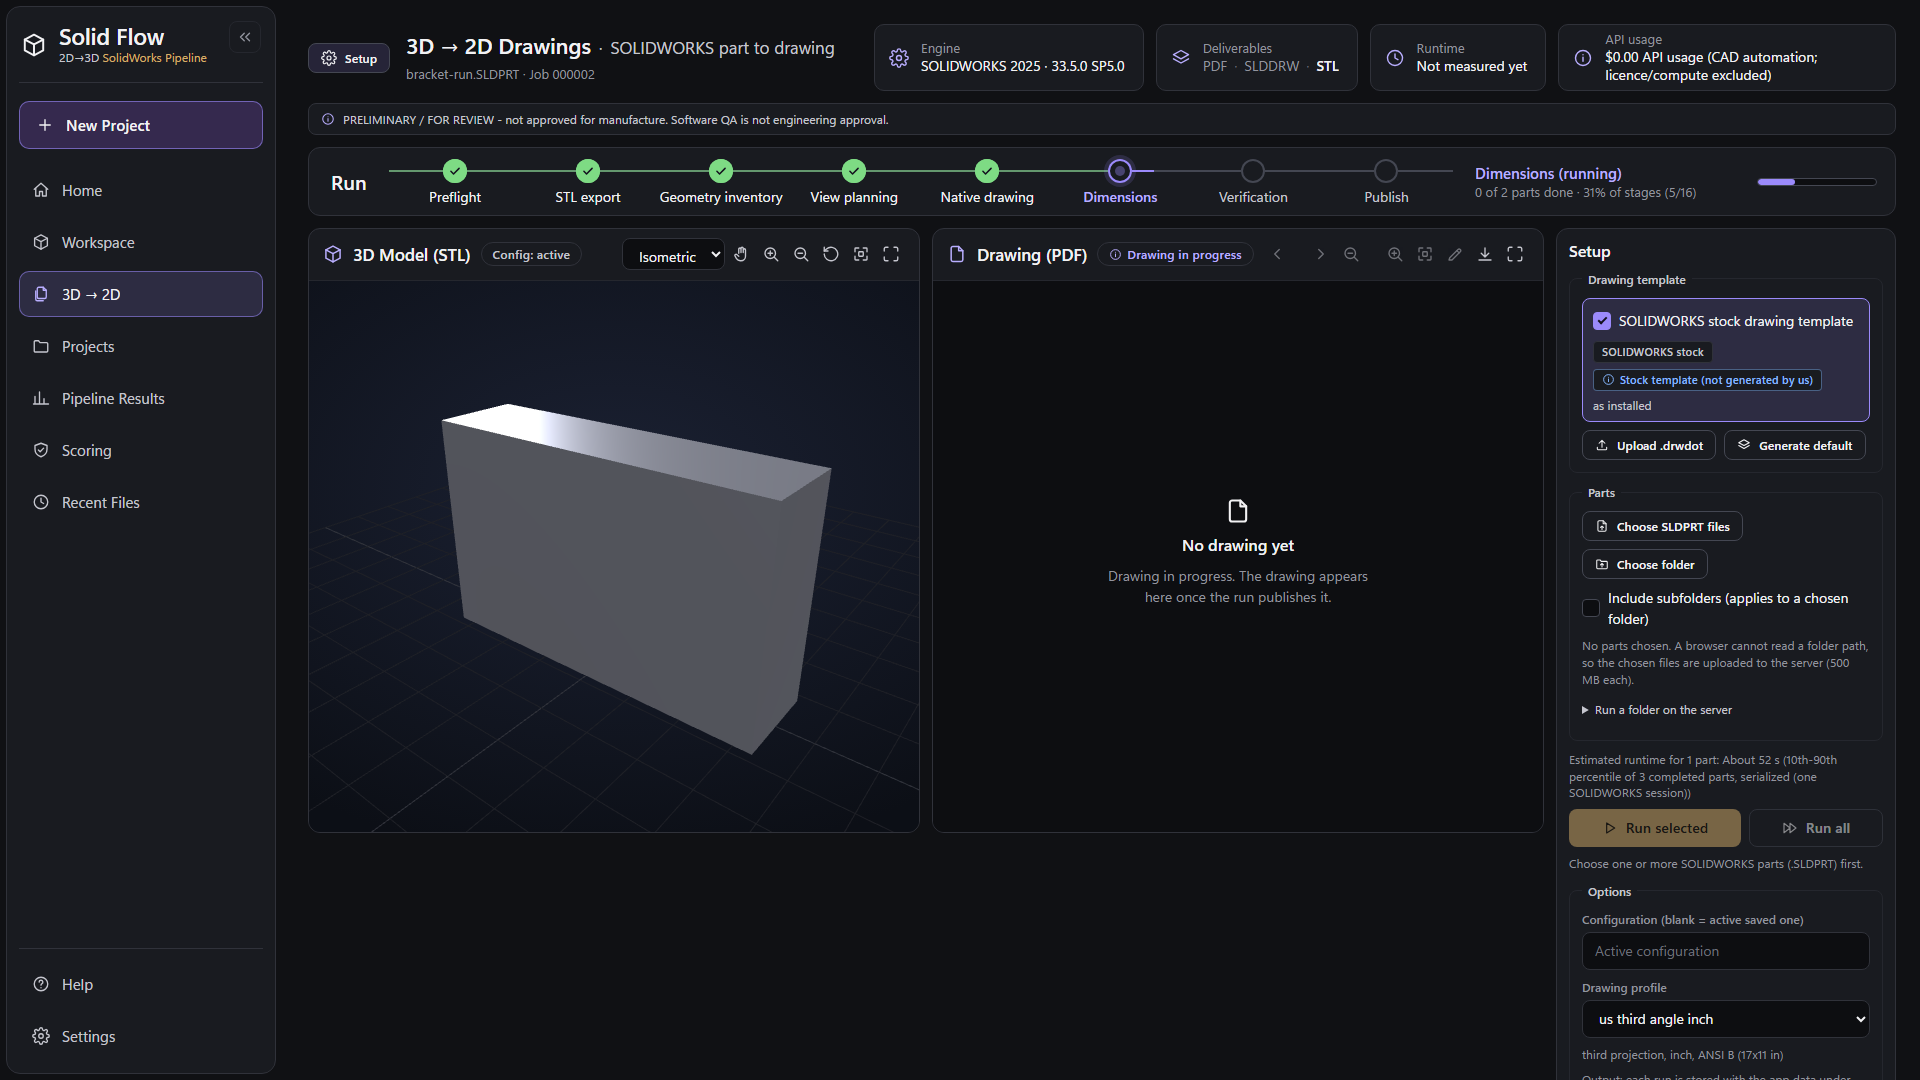 Solid Flow
2D→3D SolidWorks Pipeline
New Project
Home
Workspace
3D → 2D
Projects
Pipeline Results
Scoring
Recent Files
Help
Settings
Setup
3D → 2D Drawings · SOLIDWORKS part to drawing
bracket-run.SLDPRT · Job 000002
Engine
SOLIDWORKS 2025 · 33.5.0 SP5.0
Deliverables
PDF · SLDDRW · STL
Runtime
Not measured yet
API usage
$0.00 API usage (CAD automation;
licence/compute excluded)
PRELIMINARY / FOR REVIEW - not approved for manufacture. Software QA is not engineering approval.
Run
Preflight
STL export
Geometry inventory
View planning
Native drawing
Dimensions
Verification
Publish
Dimensions (running)
0 of 2 parts done · 31% of stages (5/16)
3D Model (STL)
Config: active
Isometric
Drawing (PDF)
Drawing in progress
No drawing yet
Drawing in progress. The drawing appears
here once the run publishes it.
Setup
Drawing template
SOLIDWORKS stock drawing template
SOLIDWORKS stock
Stock template (not generated by us)
as installed
Upload .drwdot
Generate default
Parts
Choose SLDPRT files
Choose folder
Include subfolders (applies to a chosen
folder)
No parts chosen. A browser cannot read a folder path,
so the chosen files are uploaded to the server (500
MB each).
Run a folder on the server
Estimated runtime for 1 part: About 52 s (10th-90th
percentile of 3 completed parts, serialized (one
SOLIDWORKS session))
Run selected
Run all
Choose one or more SOLIDWORKS parts (.SLDPRT) first.
Options
Configuration (blank = active saved one)
Active configuration
Drawing profile
us third angle inch
third projection, inch, ANSI B (17x11 in)
Output: each run is stored with the app data under